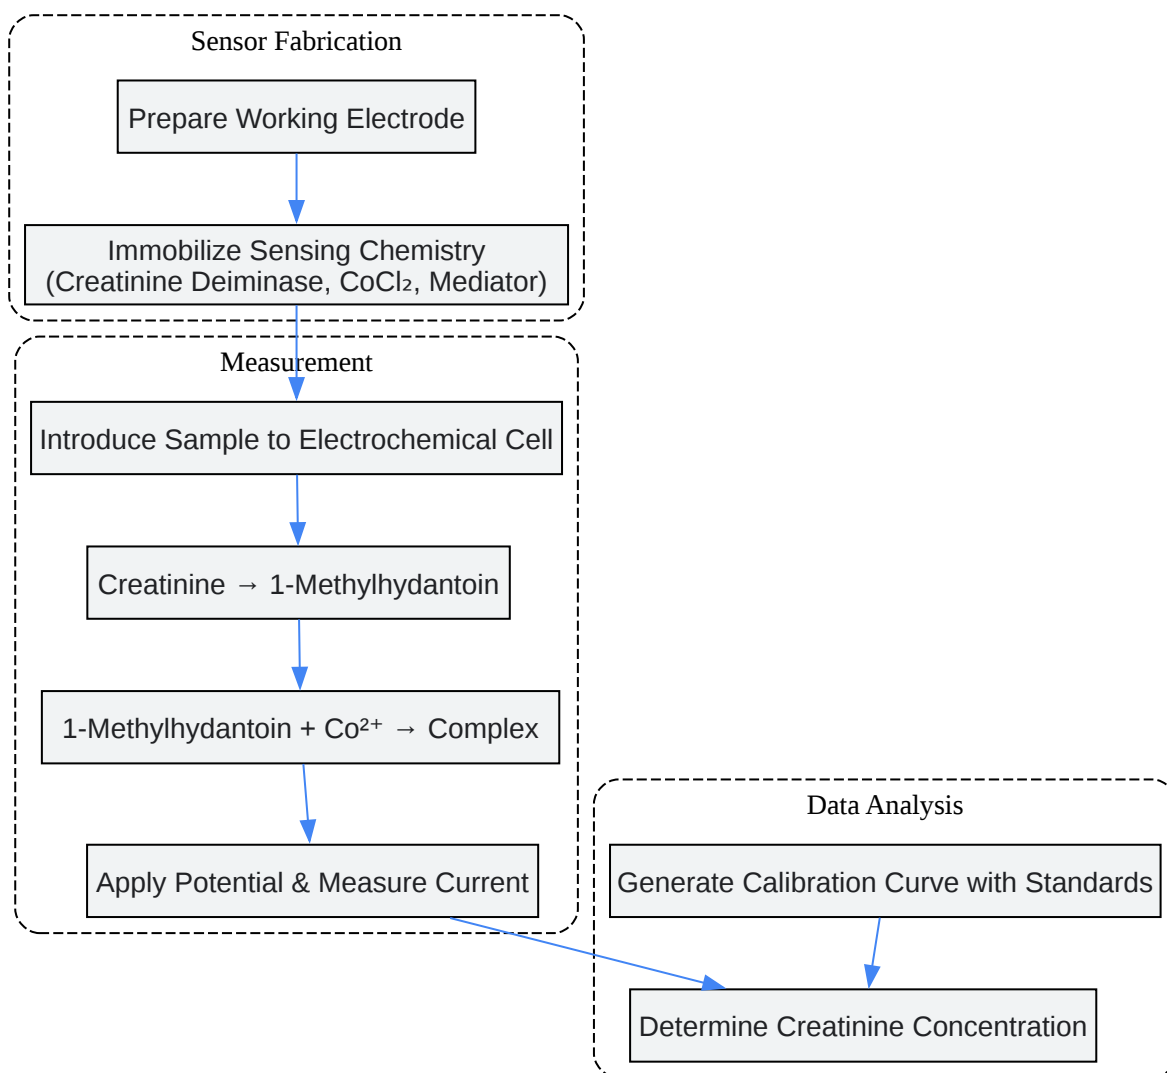 Sensor Fabrication
Prepare Working Electrode
Immobilize Sensing Chemistry
(Creatinine Deiminase, CoCl₂, Mediator)
Measurement
Introduce Sample to Electrochemical Cell
Creatinine → 1-Methylhydantoin
1-Methylhydantoin + Co²⁺ → Complex
Apply Potential & Measure Current
Data Analysis
Generate Calibration Curve with Standards
Determine Creatinine Concentration